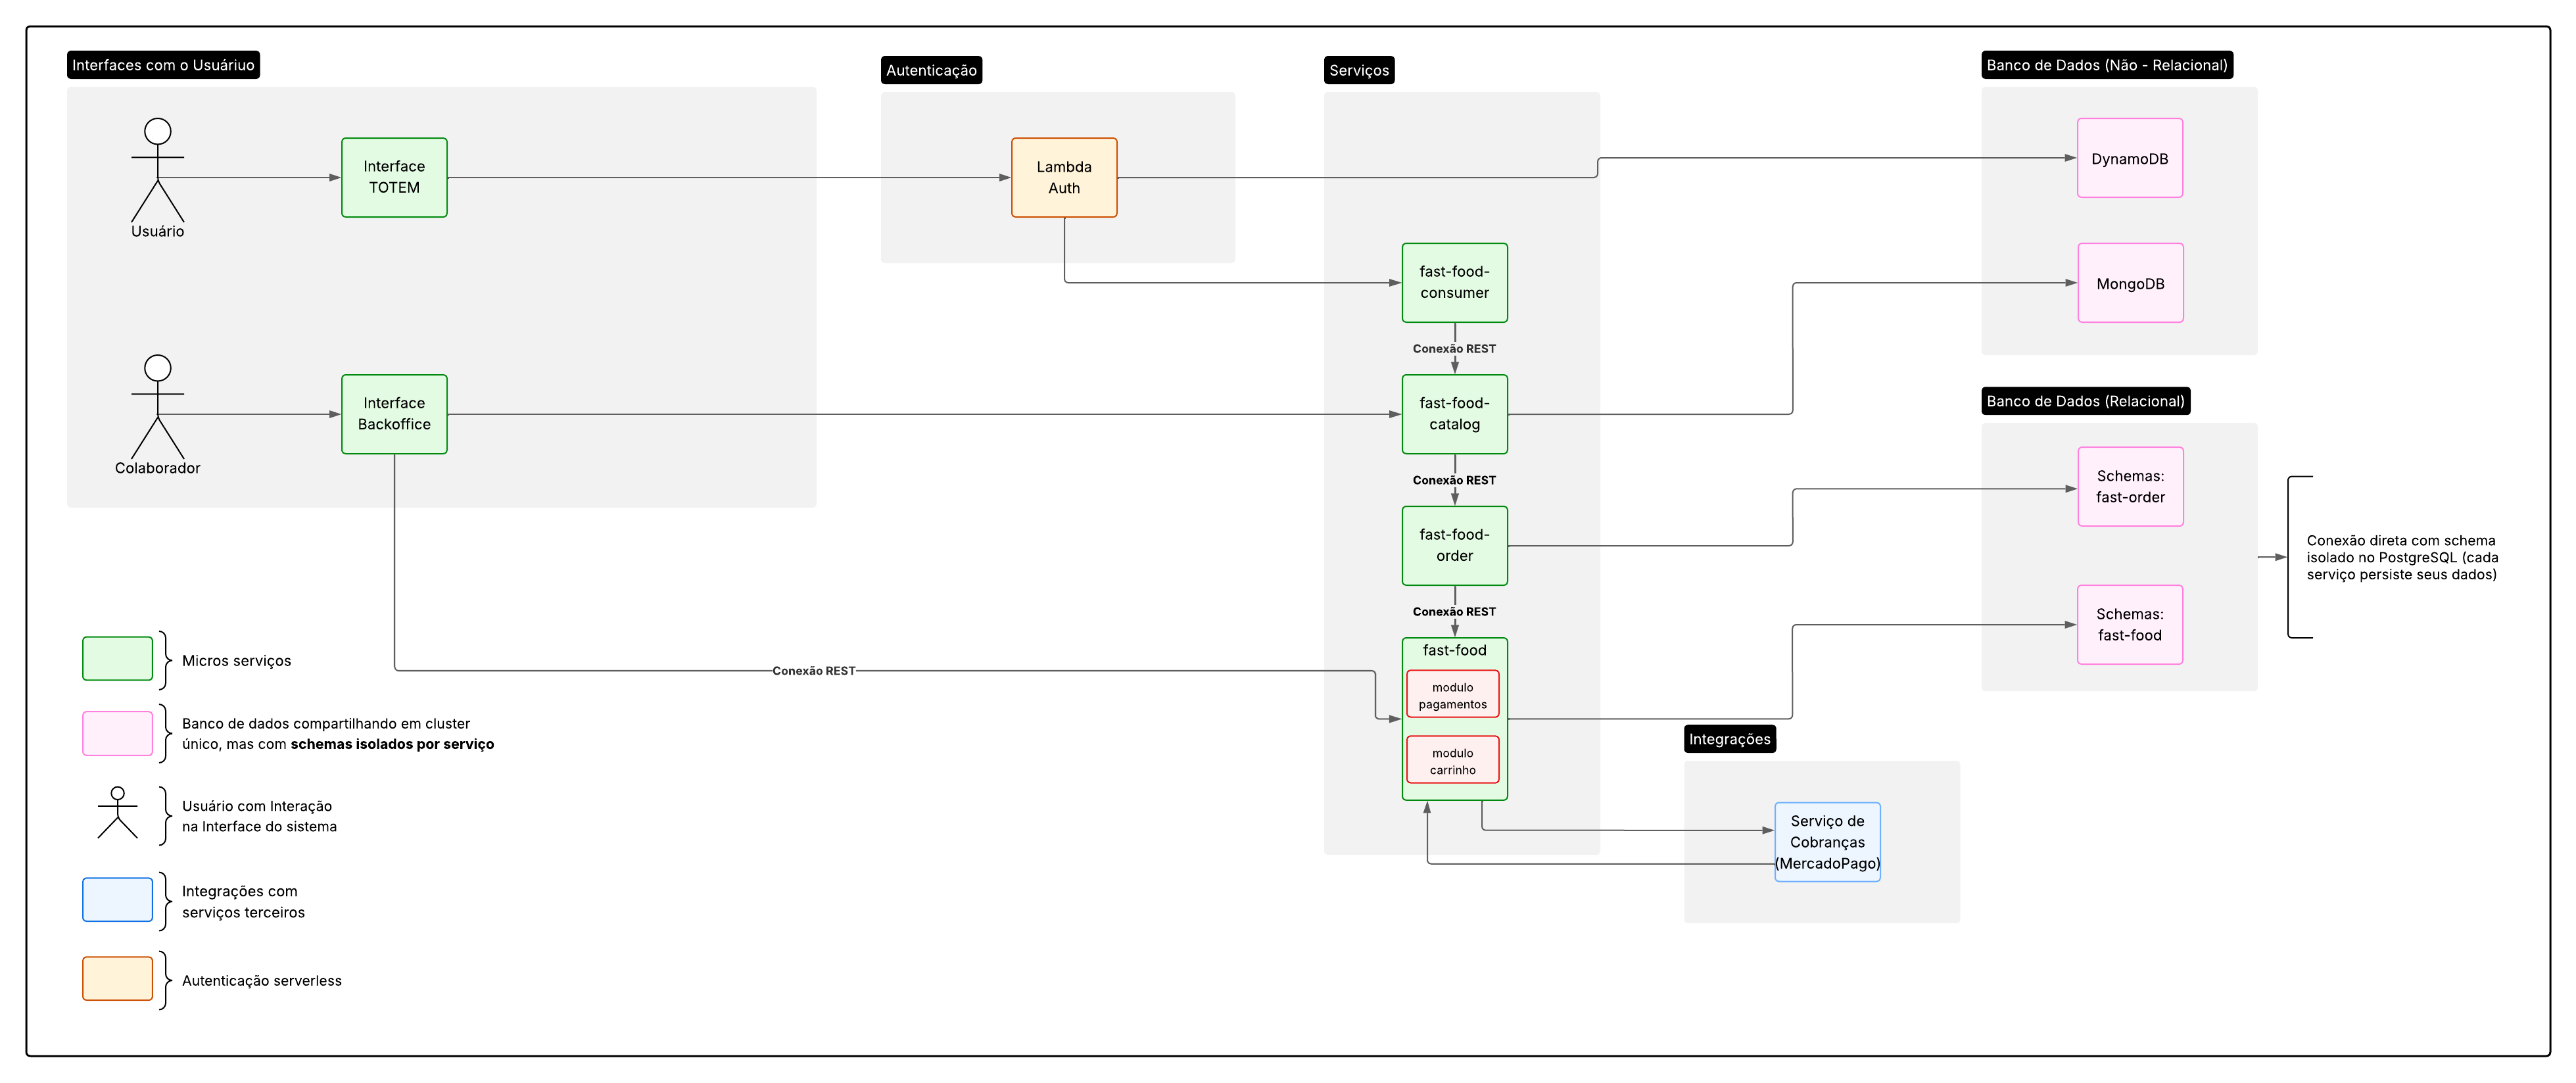 Interfaces com o Usuáriuo
Autenticação
Serviços
Banco de Dados (Não - Relacional)
Usuário
Interface
TOTEM
Lambda
Auth
DynamoDB
fast-food-
consumer
MongoDB
Conexão REST
Colaborador
Interface
Backoffice
fast-food-
catalog
Banco de Dados (Relacional)
Conexão REST
Schemas:
fast-order
fast-food-
order
Conexão direta com schema
isolado no PostgreSQL (cada
serviço persiste seus dados)
Conexão REST
Schemas:
fast-food
Conexão REST
fast-food
modulo
pagamentos
modulo
carrinho
Integrações
Serviço de
Cobranças
(MercadoPago)
Micros serviços
Banco de dados compartilhando em cluster
único, mas com schemas isolados por serviço
Usuário com Interação
na Interface do sistema
Integrações com
serviços terceiros
Autenticação serverless